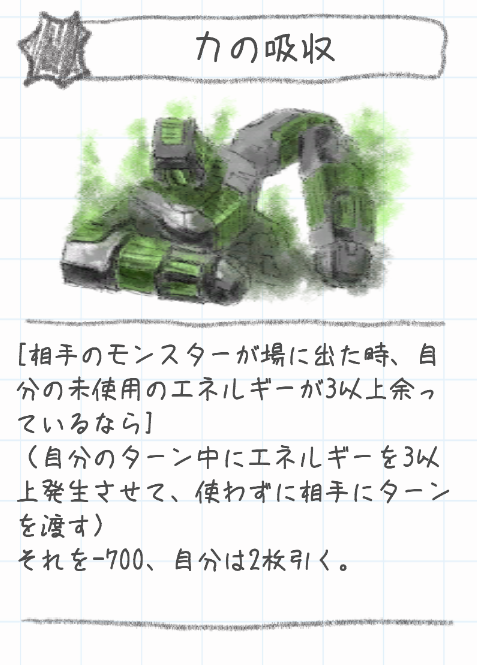 力の吸収
[相手のモンスターが場に出た時、自
分の未使用のエネルギーが3以上余っ
ているなら]
（自分のターン中にエネルギーを3以
上発生させて、使わずに相手にターン
を渡す）
それを-700、自分は2枚引く。